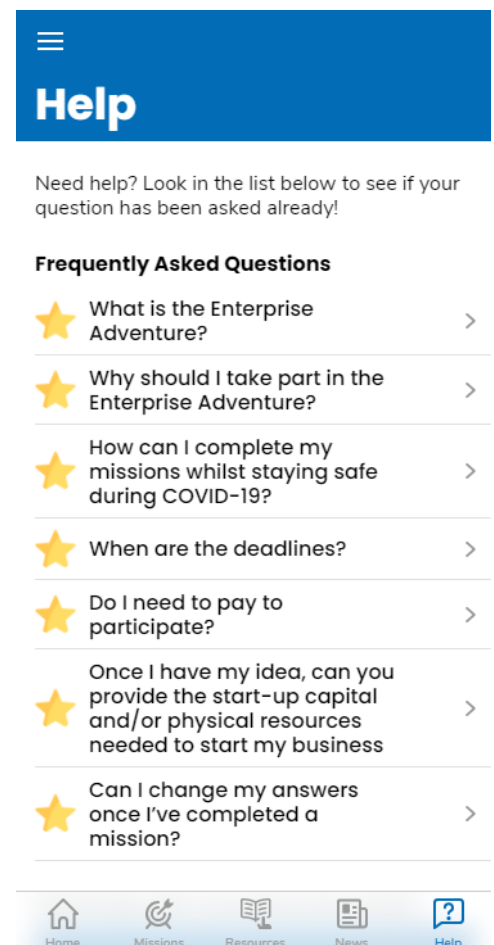 Help
Need help? Look in the list below to see if your
question has been asked already!
Frequently Asked Questions
What is the Enterprise
Adventure?
Why should I take part in the
Enterprise Adventure?
How can I complete my
missions whilst staying safe
during COVID-19?
When are the deadlines?
Do I need to pay to
participate?
Once I have my idea, can you
provide the start-up capital
and/or physical resources
needed to start my business
Can I change my answers
once I've completed a
mission?
Home Missions Resources News Help